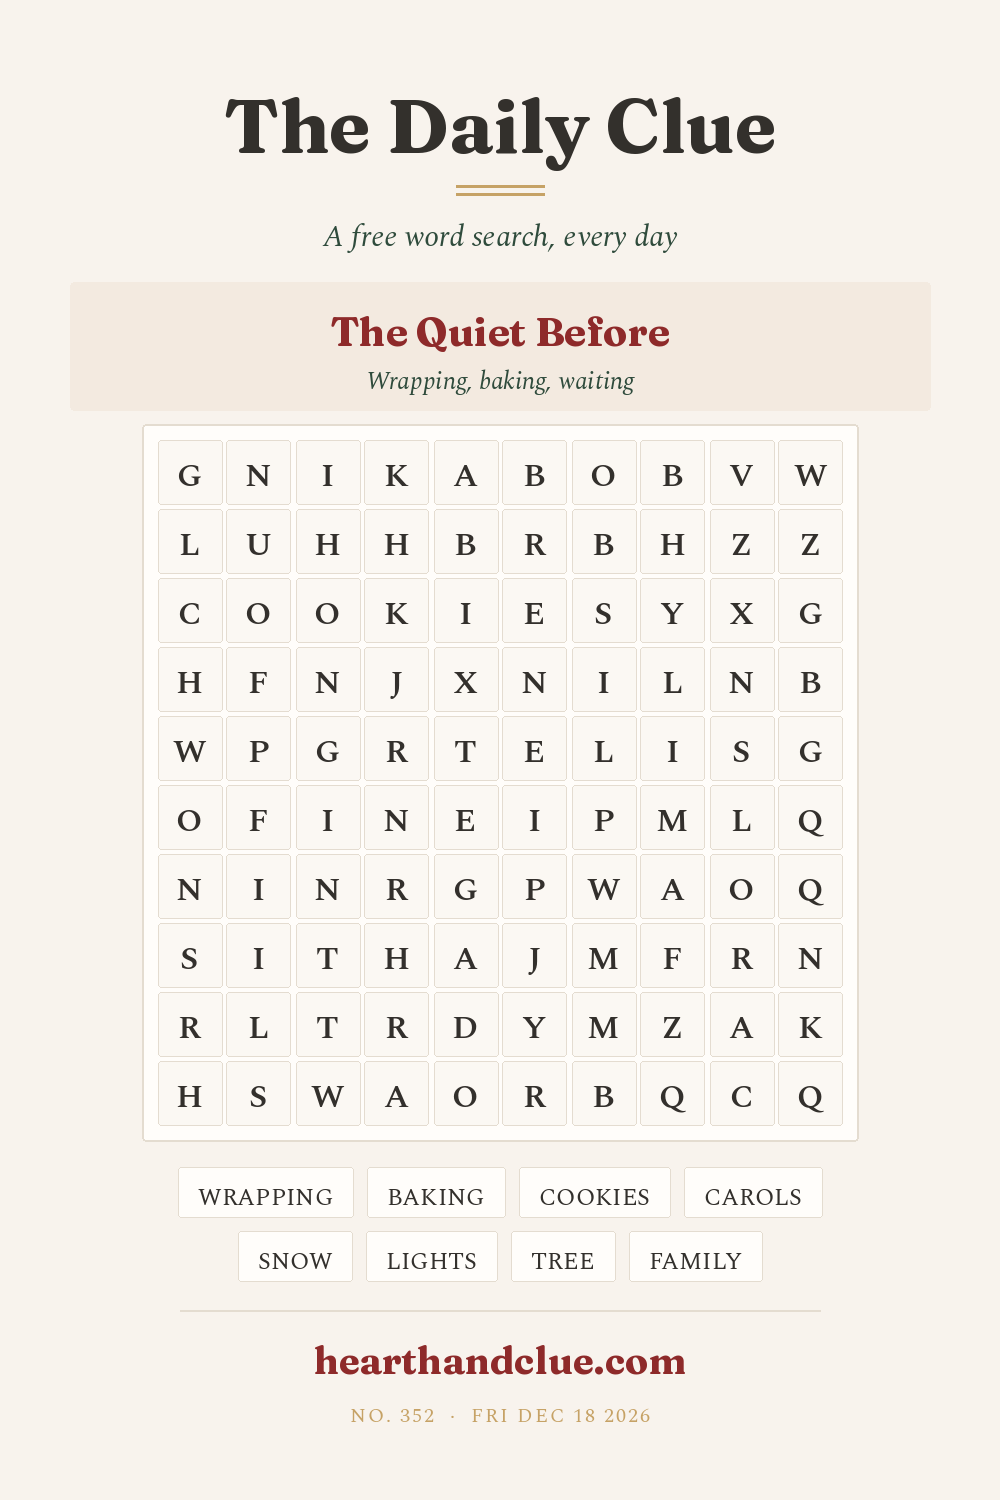 The Daily Clue
A free word search, every day
The Quiet Before
Wrapping, baking, waiting
G N I K A B O B V W
L U H H B R B H Z Z
C O O K I E S Y X G
H F N J X N I L N B
W P G R T E L I S G
O F I N E I P M L Q
N I N R G P W A O Q
S I T H A J M F R N
R L T R D Y M Z A K
H S W A O R B Q C Q
WRAPPING BAKING COOKIES CAROLS
SNOW LIGHTS TREE FAMILY
hearthandclue.com
NO. 352 · FRI DEC 18 2026